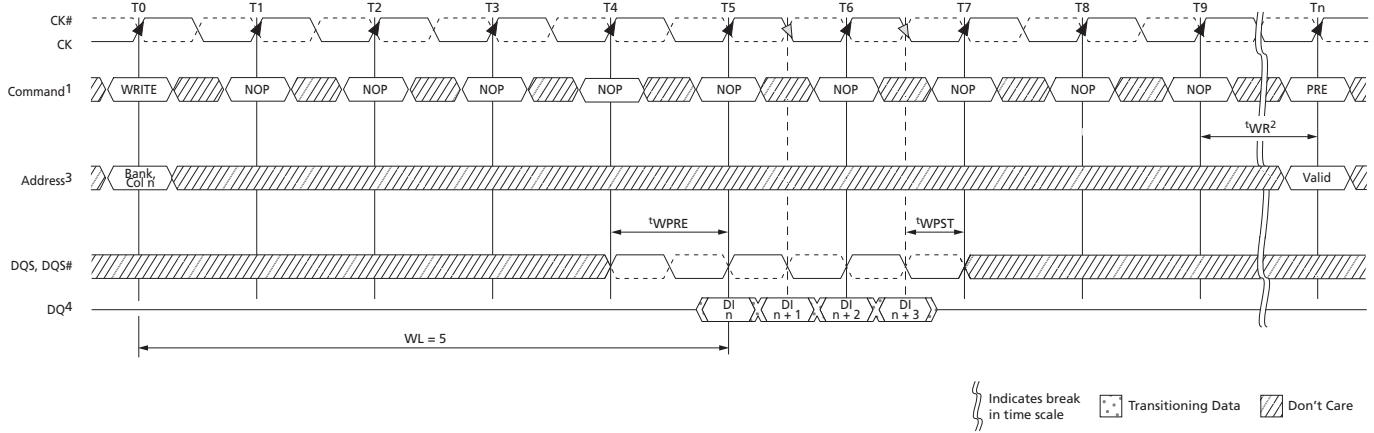 T0 T1 T2 T3 T4 T5 T6 T7 T8 T9 Tn
CK#
CK
Command1 WRITE NOP NOP NOP NOP NOP NOP NOP NOP NOP PRE
tWR2
Address3 Bank, Col n Valid
tWPRE tWPST
DQS, DQS#
DQ4 DI n DI n + 1 DI n + 2 DI n + 3
WL = 5
Indicates break
in time scale
Transitioning Data
Don't Care